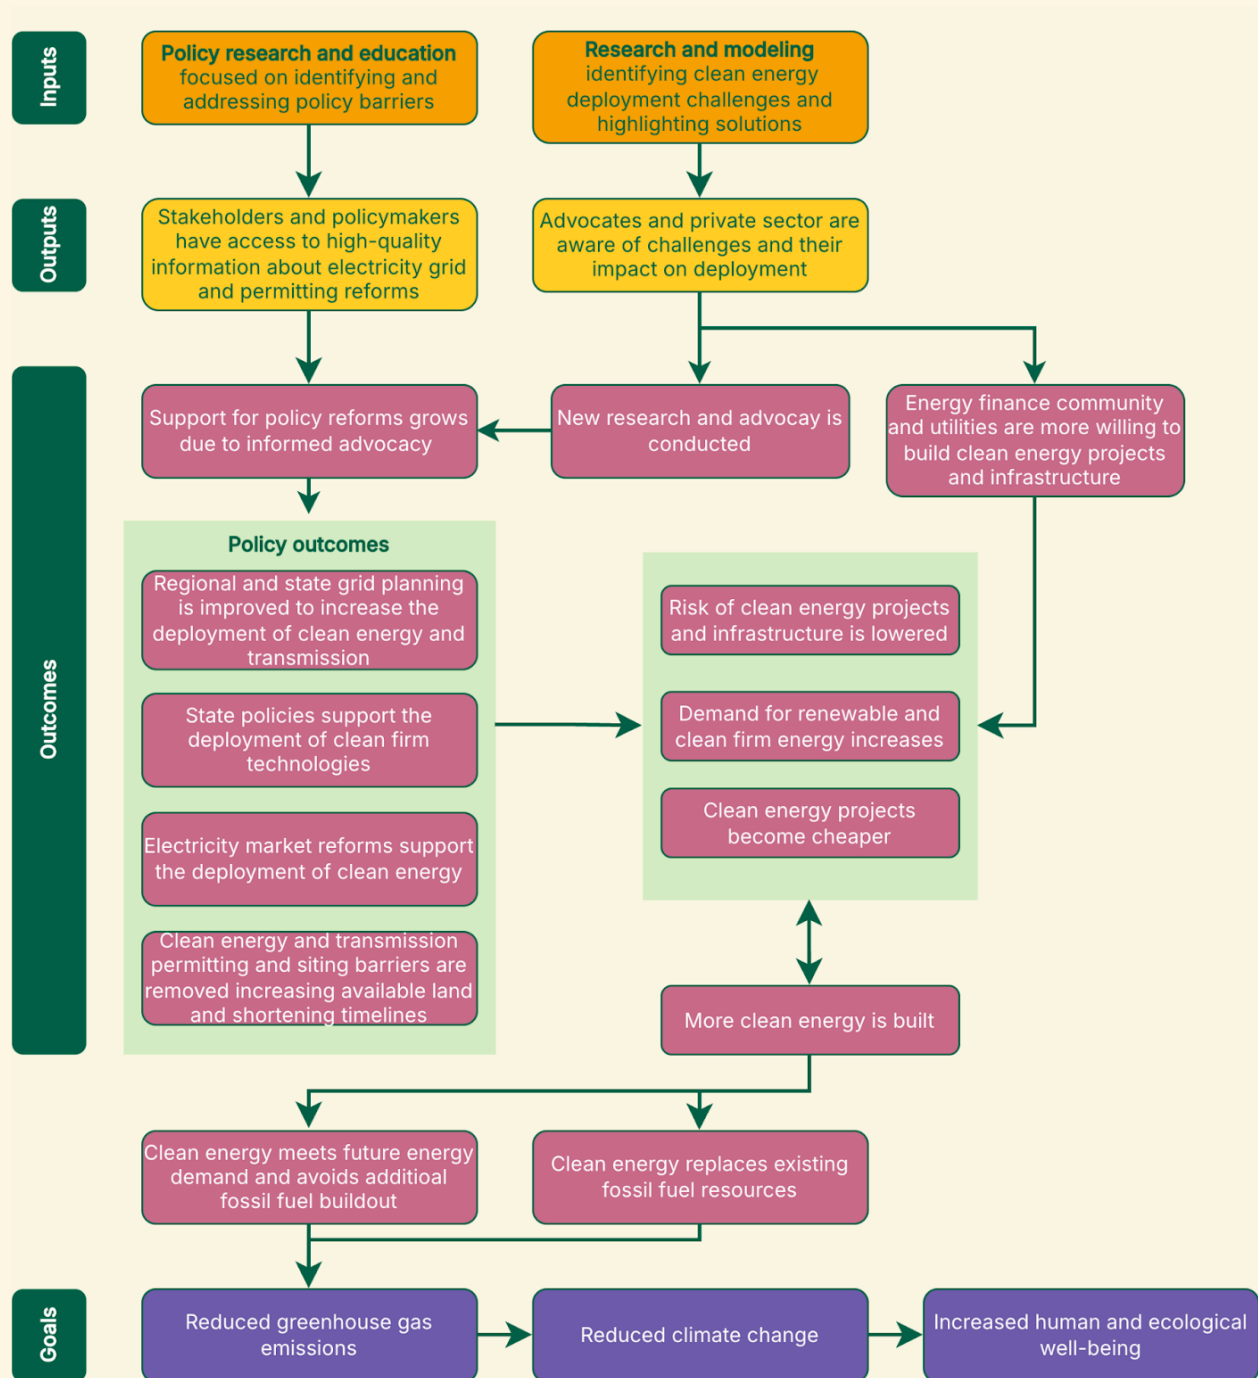 Inputs
Policy research and education
focused on identifying and
addressing policy barriers
Research and modeling
identifying clean energy
deployment challenges and
highlighting solutions
Outputs
Stakeholders and policymakers
have access to high-quality
information about electricity grid
and permitting reforms
Advocates and private sector are
aware of challenges and their
impact on deployment
Outcomes
Support for policy reforms grows
due to informed advocacy
New research and advocay is
conducted
Energy finance community
and utilities are more willing to
build clean energy projects
and infrastructure
Policy outcomes
Regional and state grid planning
is improved to increase the
deployment of clean energy and
transmission
State policies support the
deployment of clean firm
technologies
Electricity market reforms support
the deployment of clean energy
Clean energy and transmission
permitting and siting barriers are
removed increasing available land
and shortening timelines
Risk of clean energy projects
and infrastructure is lowered
Demand for renewable and
clean firm energy increases
Clean energy projects
become cheaper
More clean energy is built
Clean energy meets future energy
demand and avoids additioal
fossil fuel buildout
Clean energy replaces existing
fossil fuel resources
Goals
Reduced greenhouse gas
emissions
Reduced climate change
Increased human and ecological
well-being